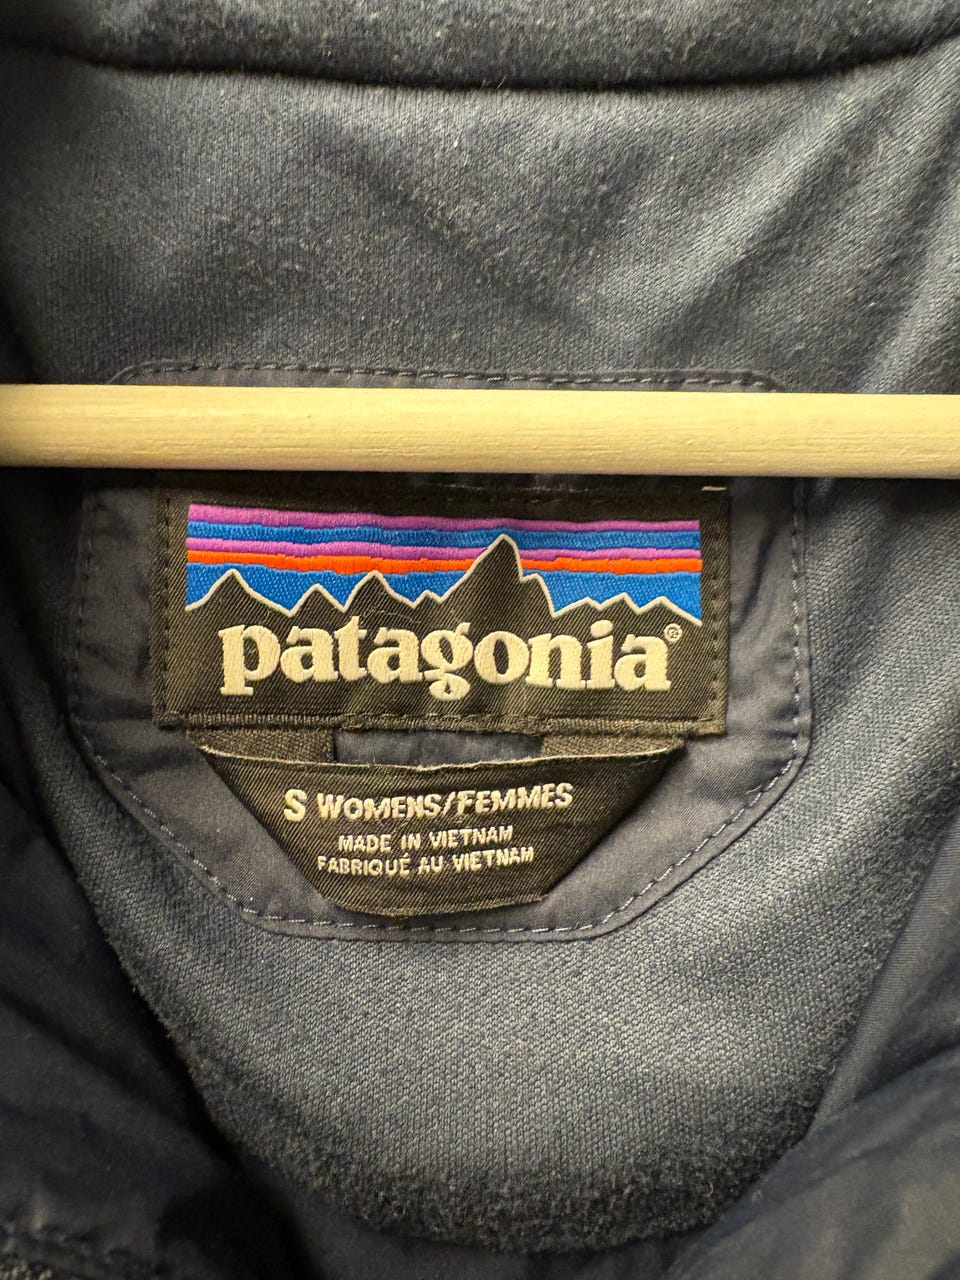 patagonia®
S WOMENS/FEMMES
MADE IN VIETNAM
FABRIQUÉ AU VIETNAM